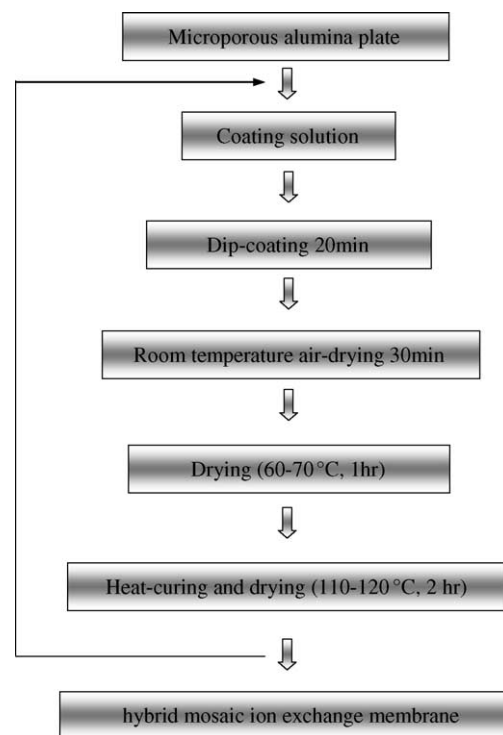 Microporous alumina plate
Coating solution
Dip-coating 20min
Room temperature air-drying 30min
Drying (60-70 °C, 1hr)
Heat-curing and drying (110-120 °C, 2 hr)
hybrid mosaic ion exchange membrane